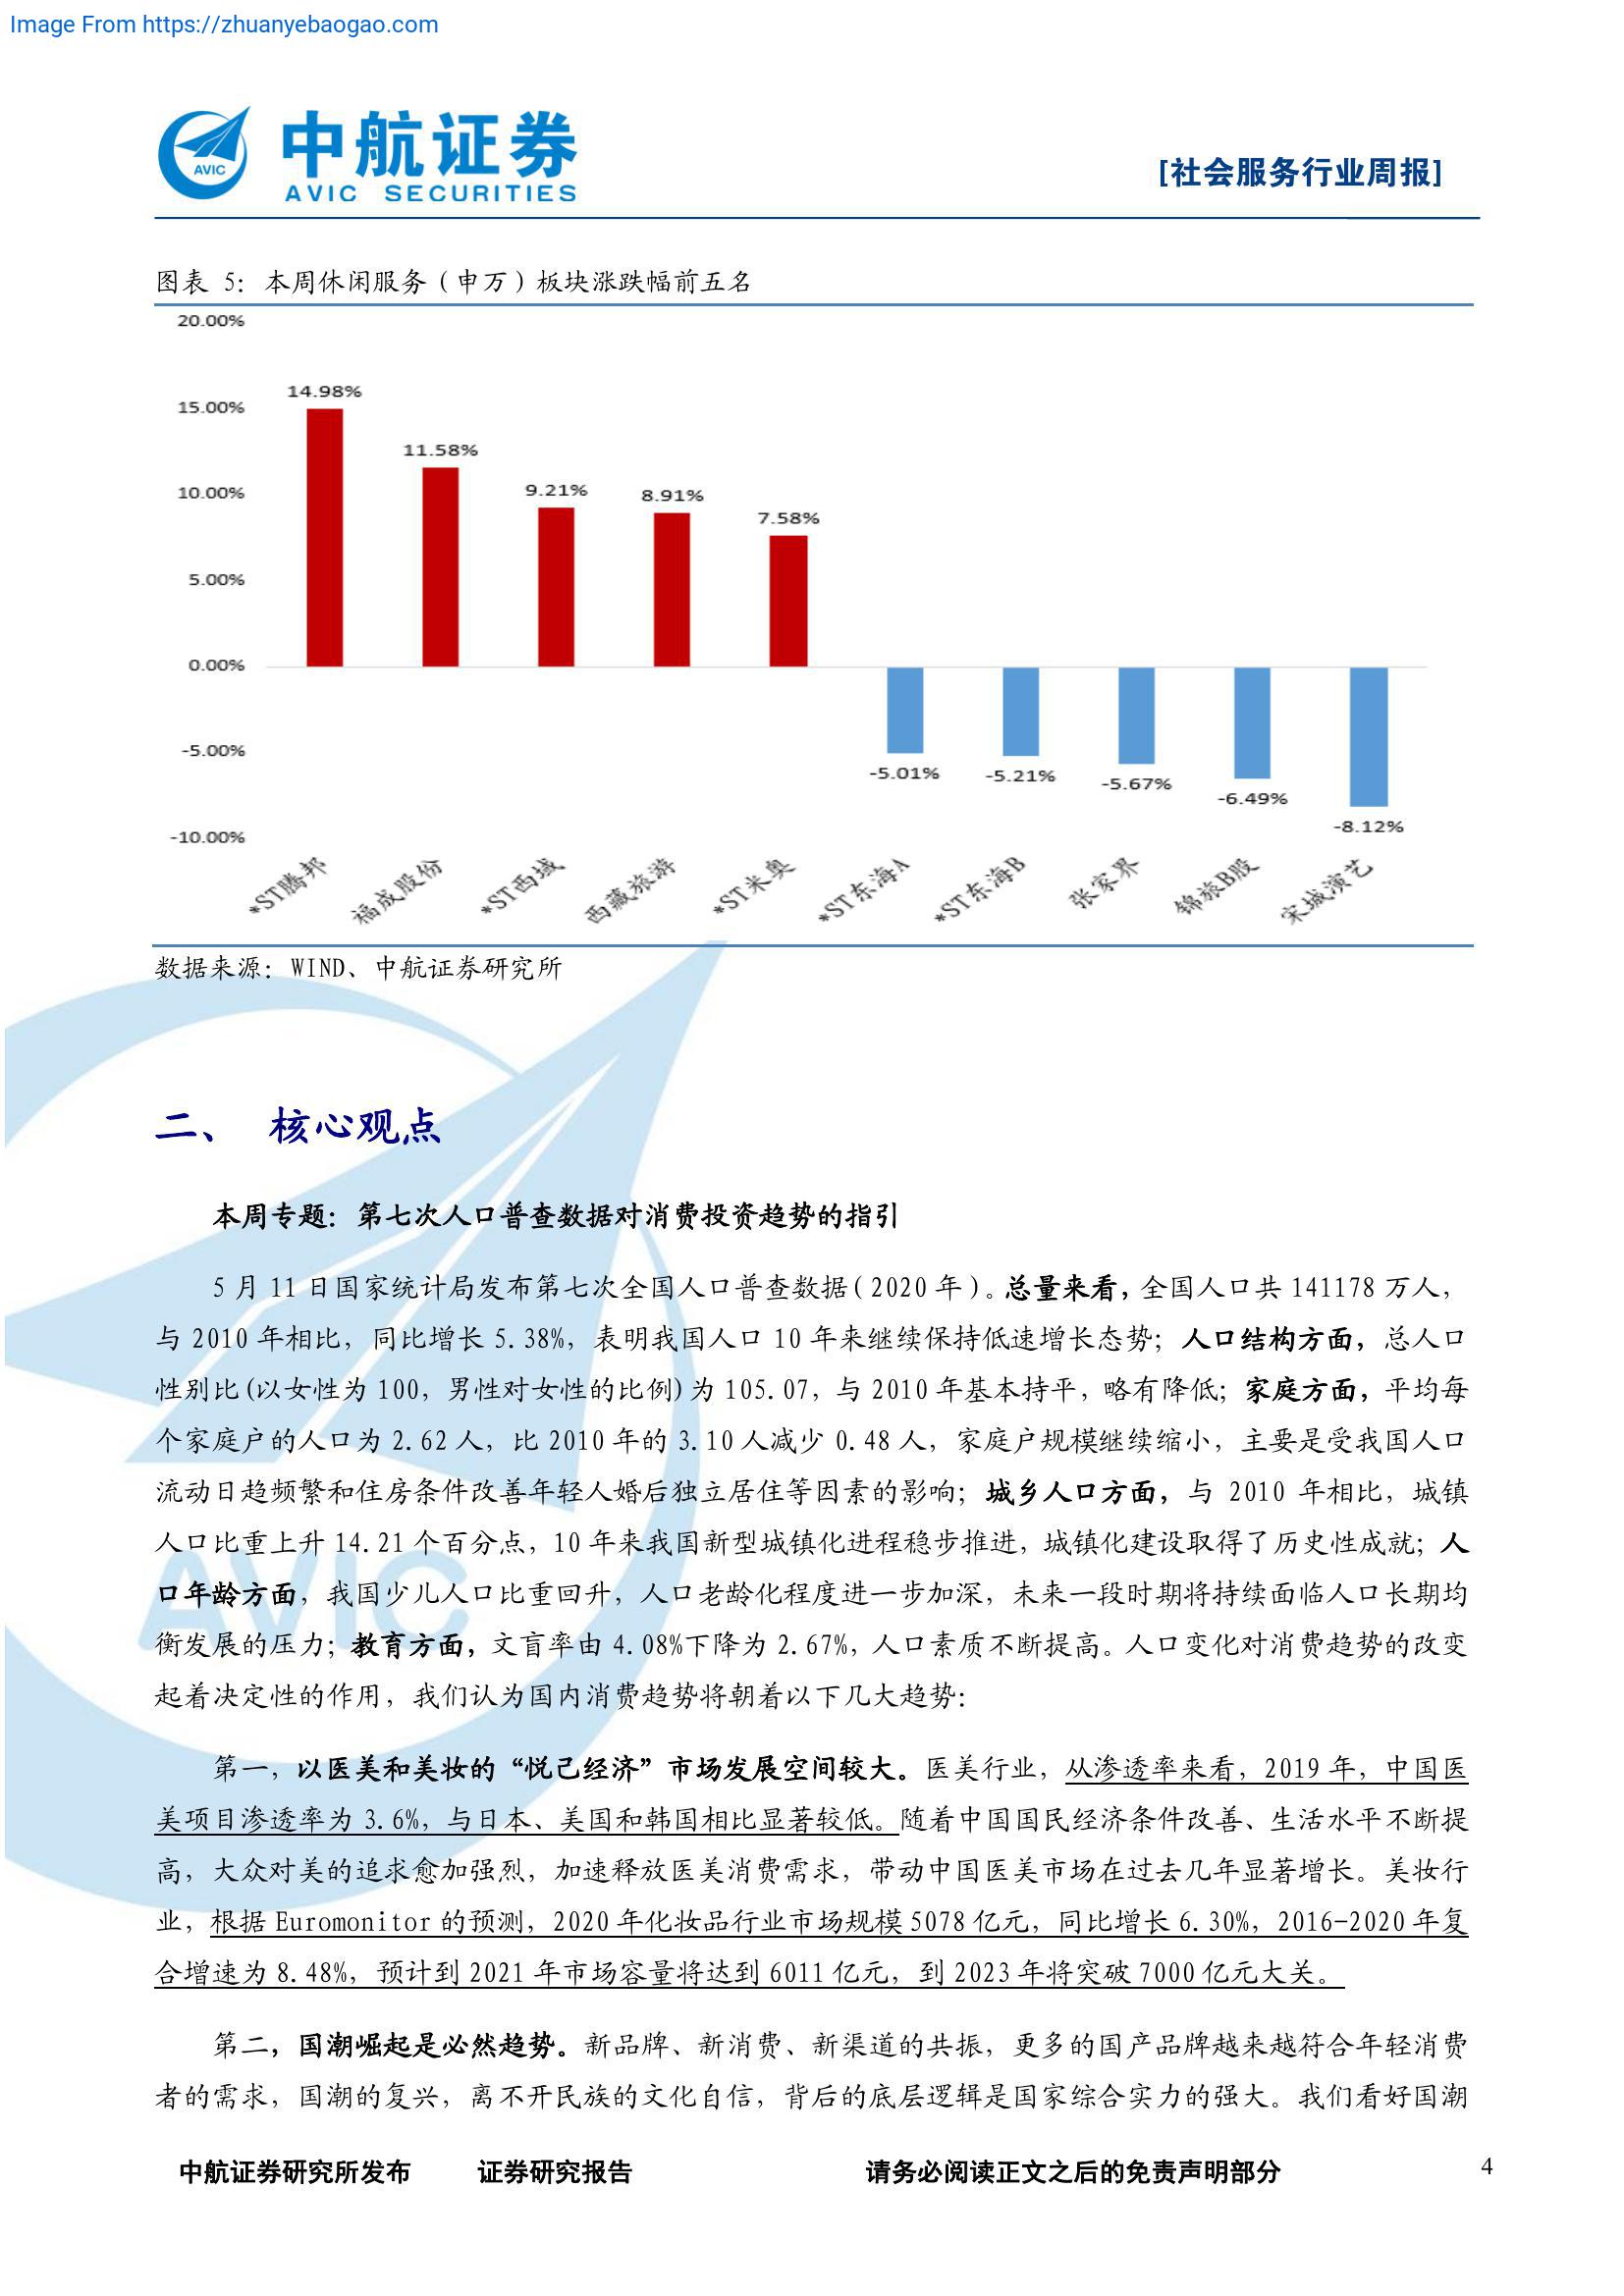 Image From https://zhuanyebaogao.com
中航证券
AVIC SECURITIES
AVIC
[社会服务行业周报]
图表 5：本周休闲服务（申万）板块涨跌幅前五名
20.00%
15.00%
10.00%
5.00%
0.00%
-5.00%
-10.00%
14.98%
11.58%
9.21%
8.91%
7.58%
-5.01%
-5.21%
-5.67%
-6.49%
-8.12%
*ST腾邦
福成股份
*ST西域
西藏旅游
*ST米奥
*ST东海A
*ST东海B
张家界
锦旅B股
宋城演艺
数据来源：WIND、中航证券研究所
二、 核心观点
本周专题：第七次人口普查数据对消费投资趋势的指引
5 月 11 日国家统计局发布第七次全国人口普查数据（2020 年）。总量来看，全国人口共 141178 万人，
与 2010 年相比，同比增长 5.38%，表明我国人口 10 年来继续保持低速增长态势；人口结构方面，总人口
性别比(以女性为 100，男性对女性的比例)为 105.07，与 2010 年基本持平，略有降低；家庭方面，平均每
个家庭户的人口为 2.62 人，比 2010 年的 3.10 人减少 0.48 人，家庭户规模继续缩小，主要是受我国人口
流动日趋频繁和住房条件改善年轻人婚后独立居住等因素的影响；城乡人口方面，与 2010 年相比，城镇
人口比重上升 14.21 个百分点，10 年来我国新型城镇化进程稳步推进，城镇化建设取得了历史性成就；人
口年龄方面，我国少儿人口比重回升，人口老龄化程度进一步加深，未来一段时期将持续面临人口长期均
衡发展的压力；教育方面，文盲率由 4.08%下降为 2.67%，人口素质不断提高。人口变化对消费趋势的改变
起着决定性的作用，我们认为国内消费趋势将朝着以下几大趋势：
第一，以医美和美妆的“悦己经济”市场发展空间较大。医美行业，从渗透率来看，2019 年，中国医
美项目渗透率为 3.6%，与日本、美国和韩国相比显著较低。随着中国国民经济条件改善、生活水平不断提
高，大众对美的追求愈加强烈，加速释放医美消费需求，带动中国医美市场在过去几年显著增长。美妆行
业，根据 Euromonitor 的预测，2020 年化妆品行业市场规模 5078 亿元，同比增长 6.30%，2016-2020 年复
合增速为 8.48%，预计到 2021 年市场容量将达到 6011 亿元，到 2023 年将突破 7000 亿元大关。
第二，国潮崛起是必然趋势。新品牌、新消费、新渠道的共振，更多的国产品牌越来越符合年轻消费
者的需求，国潮的复兴，离不开民族的文化自信，背后的底层逻辑是国家综合实力的强大。我们看好国潮
AVIC
中航证券研究所发布 证券研究报告 请务必阅读正文之后的免责声明部分 4